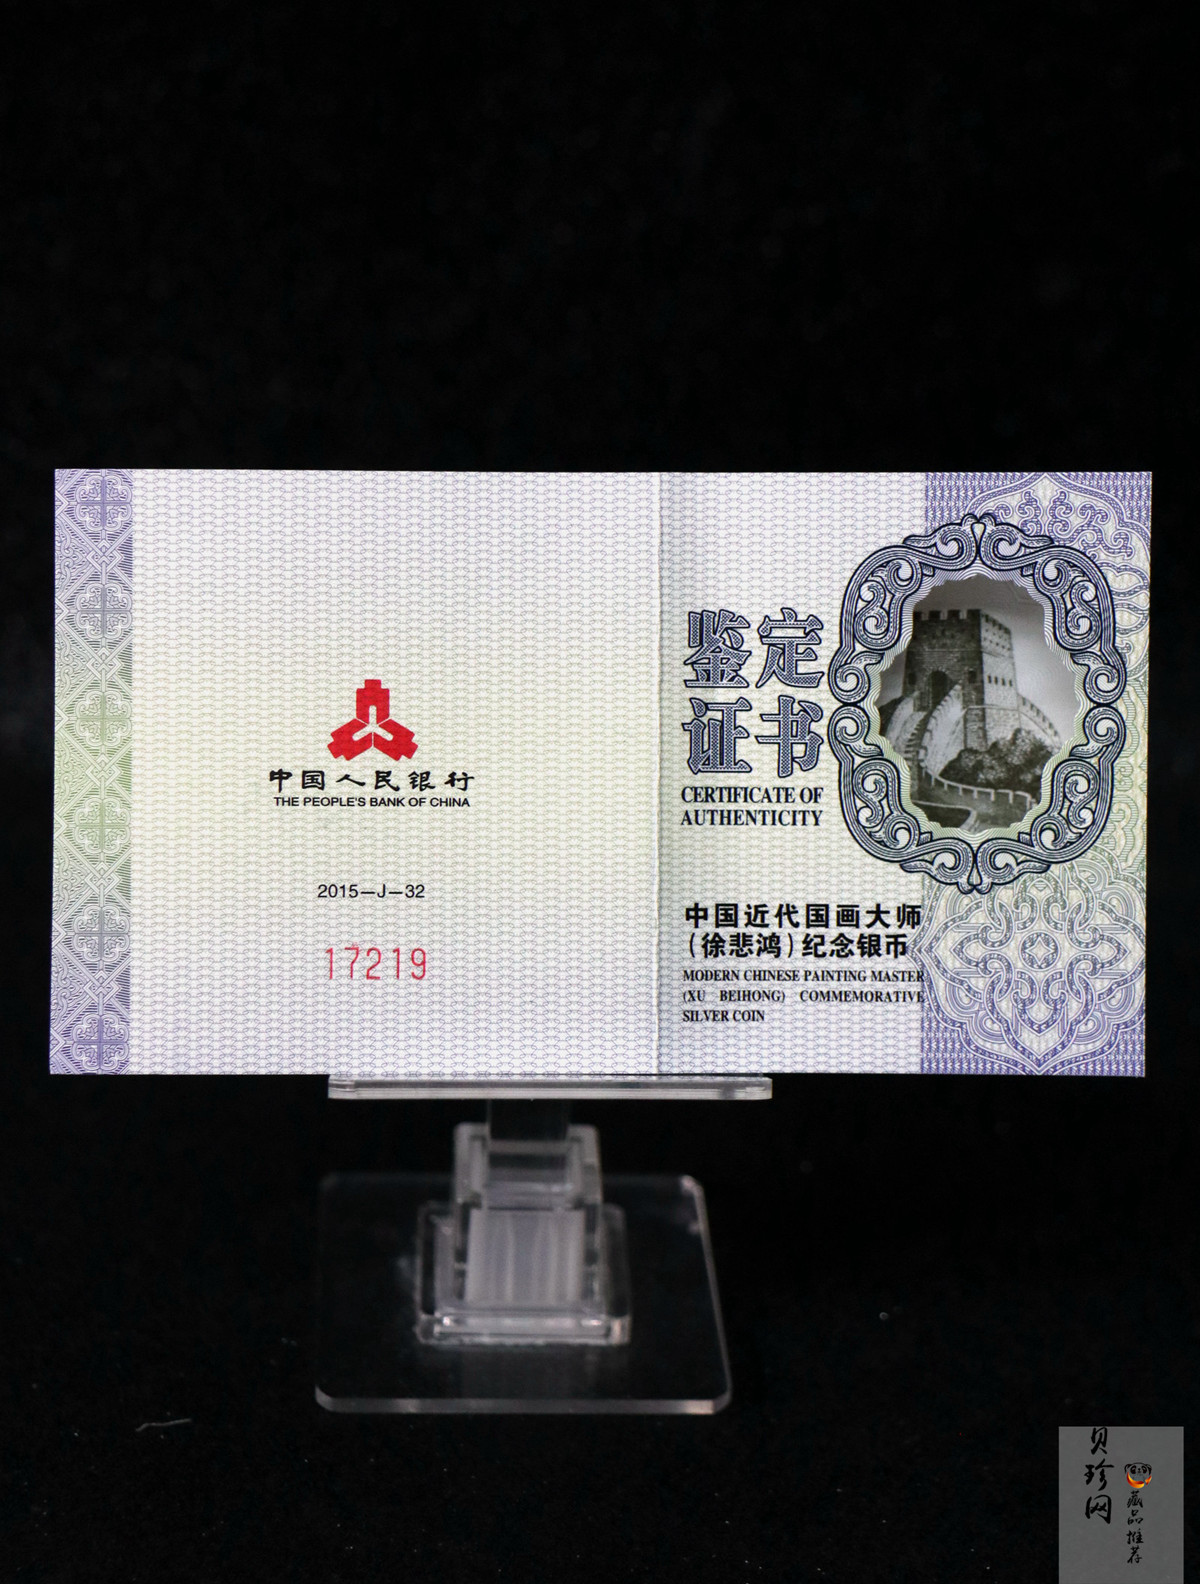 中国人民银行
THE PEOPLE'S BANK OF CHINA
2015—J—32
17219
鉴定
证书
CERTIFICATE OF
AUTHENTICITY
中国近代国画大师
(徐悲鸿)纪念银币
MODERN CHINESE PAINTING MASTER
(XU BEIHONG) COMMEMORATIVE
SILVER COIN
贝珍网
藏品推荐